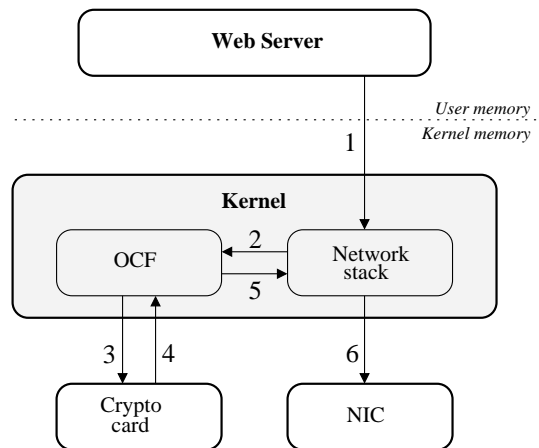 Web Server
User memory
Kernel memory
1
Kernel
OCF
2
5
Network
stack
3
4
6
Crypto
card
NIC